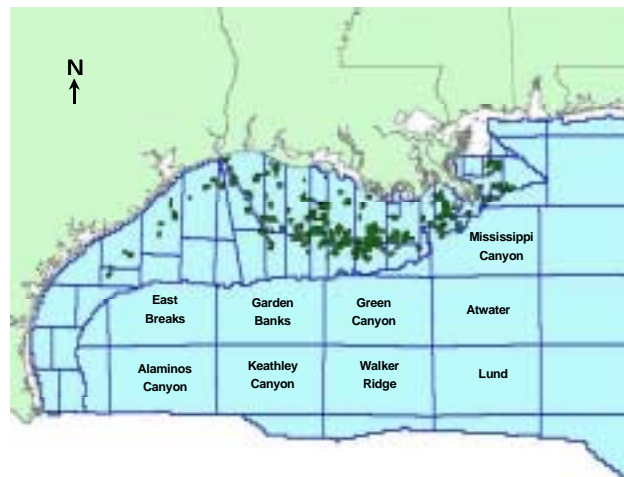 N
Mississippi
Canyon
East
Breaks
Garden
Banks
Green
Canyon
Atwater
Alaminos
Canyon
Keathley
Canyon
Walker
Ridge
Lund